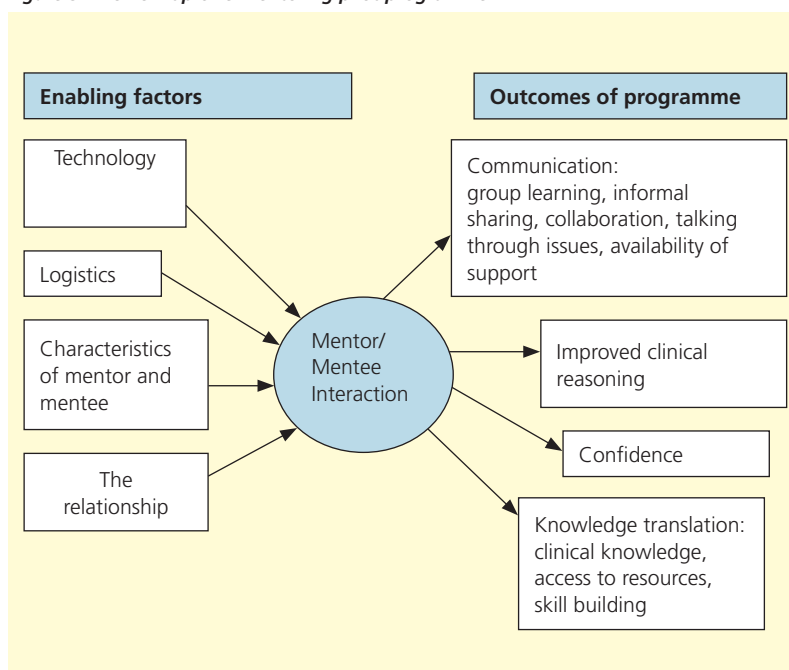 Enabling factors
Outcomes of programme
Technology
Logistics
Characteristics
of mentor and
mentee
The
relationship
Mentor/
Mentee
Interaction
Communication:
group learning, informal
sharing, collaboration, talking
through issues, availability of
support
Improved clinical
reasoning
Confidence
Knowledge translation:
clinical knowledge,
access to resources,
skill building